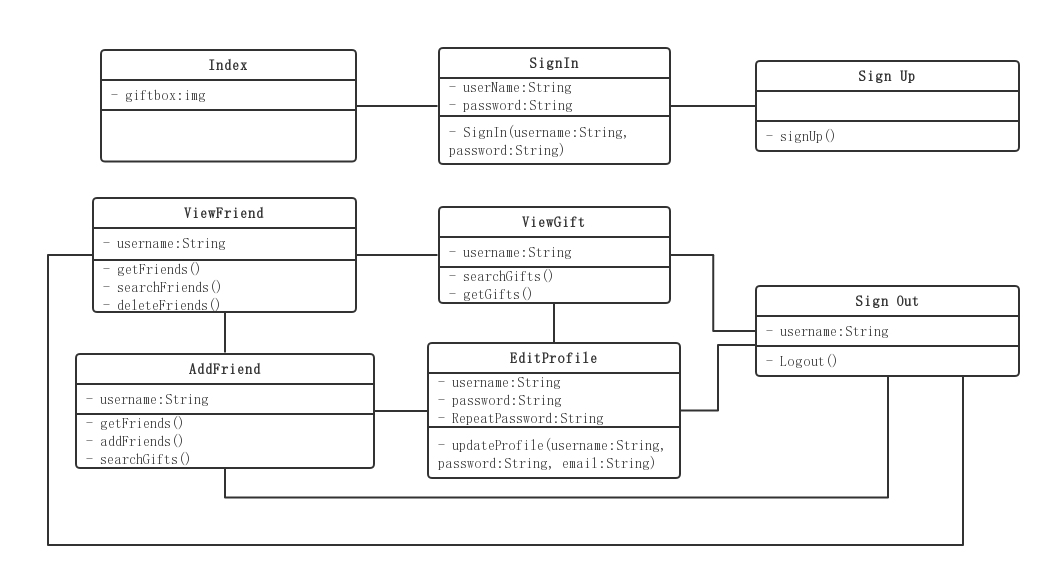 Index
- giftbox:img
SignIn
- userName:String
- password:String
- SignIn(username:String,
password:String)
Sign Up
- signUp()
ViewFriend
- username:String
- getFriends()
- searchFriends()
- deleteFriends()
ViewGift
- username:String
- searchGifts()
- getGifts()
Sign Out
- username:String
- Logout()
AddFriend
- username:String
- getFriends()
- addFriends()
- searchGifts()
EditProfile
- username:String
- password:String
- RepeatPassword:String
- updateProfile(username:String,
password:String, email:String)